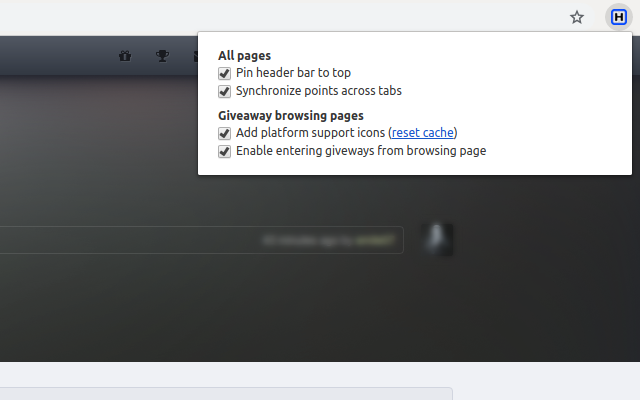 H
All pages
Pin header bar to top
Synchronize points across tabs
Giveaway browsing pages
Add platform support icons (reset cache)
Enable entering giveways from browsing page